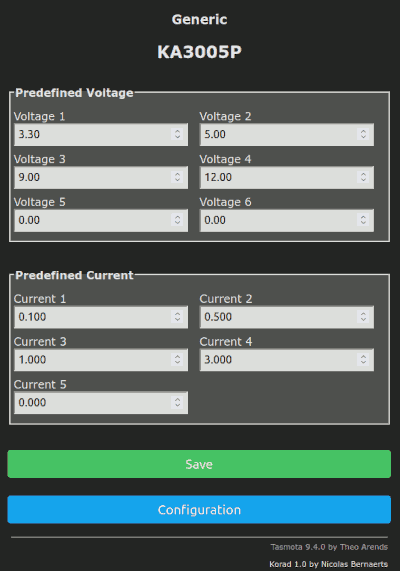 Generic
KA3005P
Predefined Voltage
Voltage 1 Voltage 2
3.30 5.00
Voltage 3 Voltage 4
9.00 12.00
Voltage 5 Voltage 6
0.00 0.00
Predefined Current
Current 1 Current 2
0.100 0.500
Current 3 Current 4
1.000 3.000
Current 5
0.000
Save
Configuration
Tasmota 9.4.0 by Theo Arends
Korad 1.0 by Nicolas Bernaerts